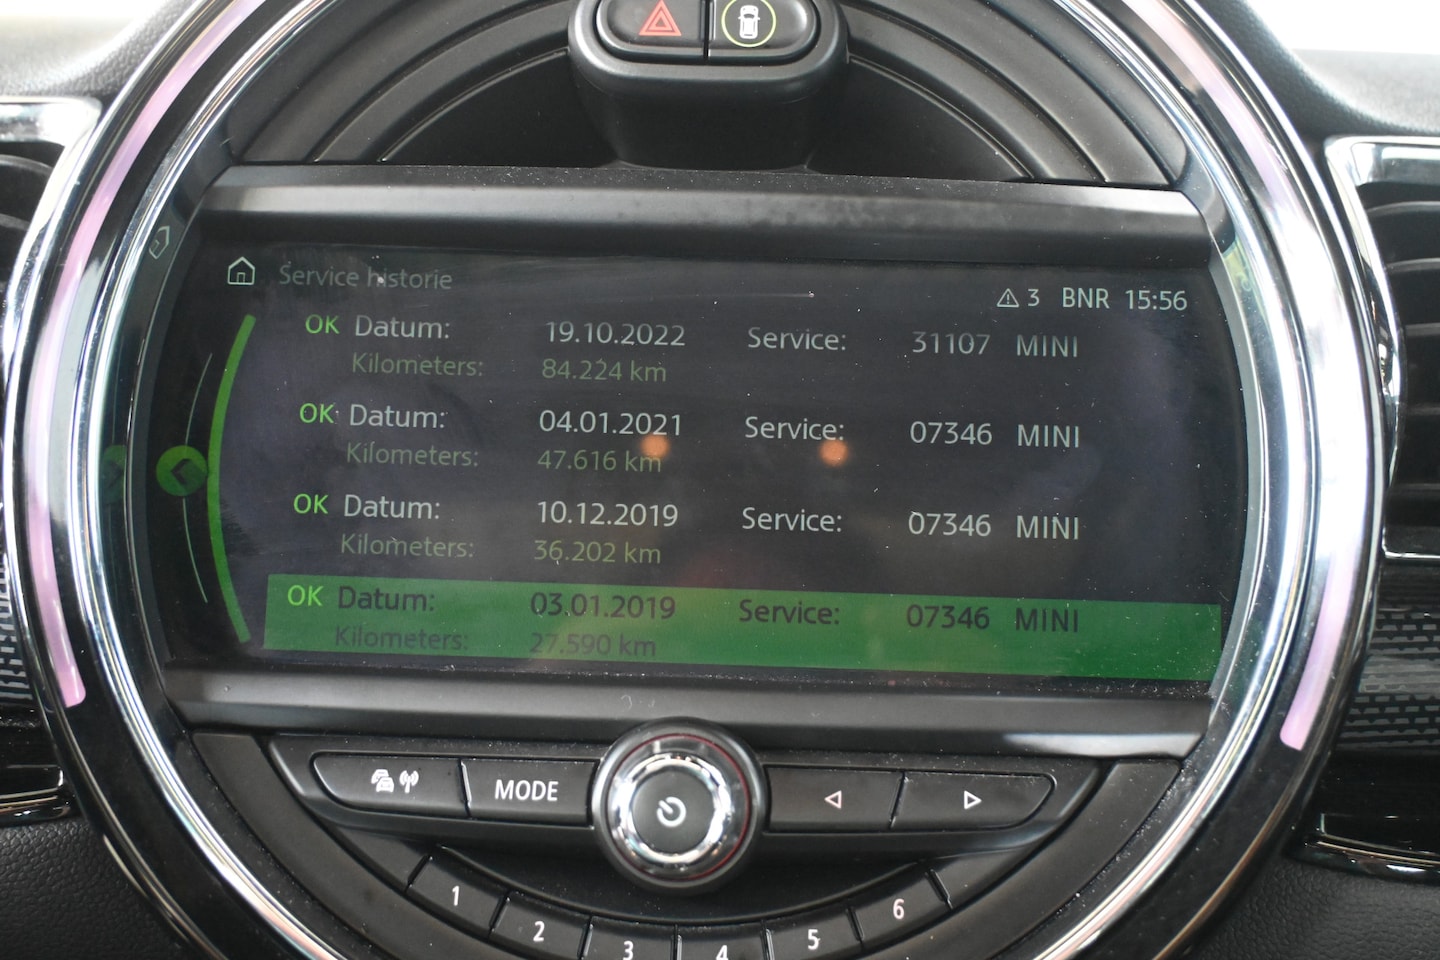 Service historie
3 BNR 15:56
OK Datum: 19.10.2022 Service: 31107 MINI
Kilometers: 84.224 km
OK Datum: 04.01.2021 Service: 07346 MINI
Kilometers: 47.616 km
OK Datum: 10.12.2019 Service: 07346 MINI
Kilometers: 36.202 km
OK Datum: 03.01.2019 Service: 07346 MINI
Kilometers: 27.590 km
MODE
1 2 3 4 5 6